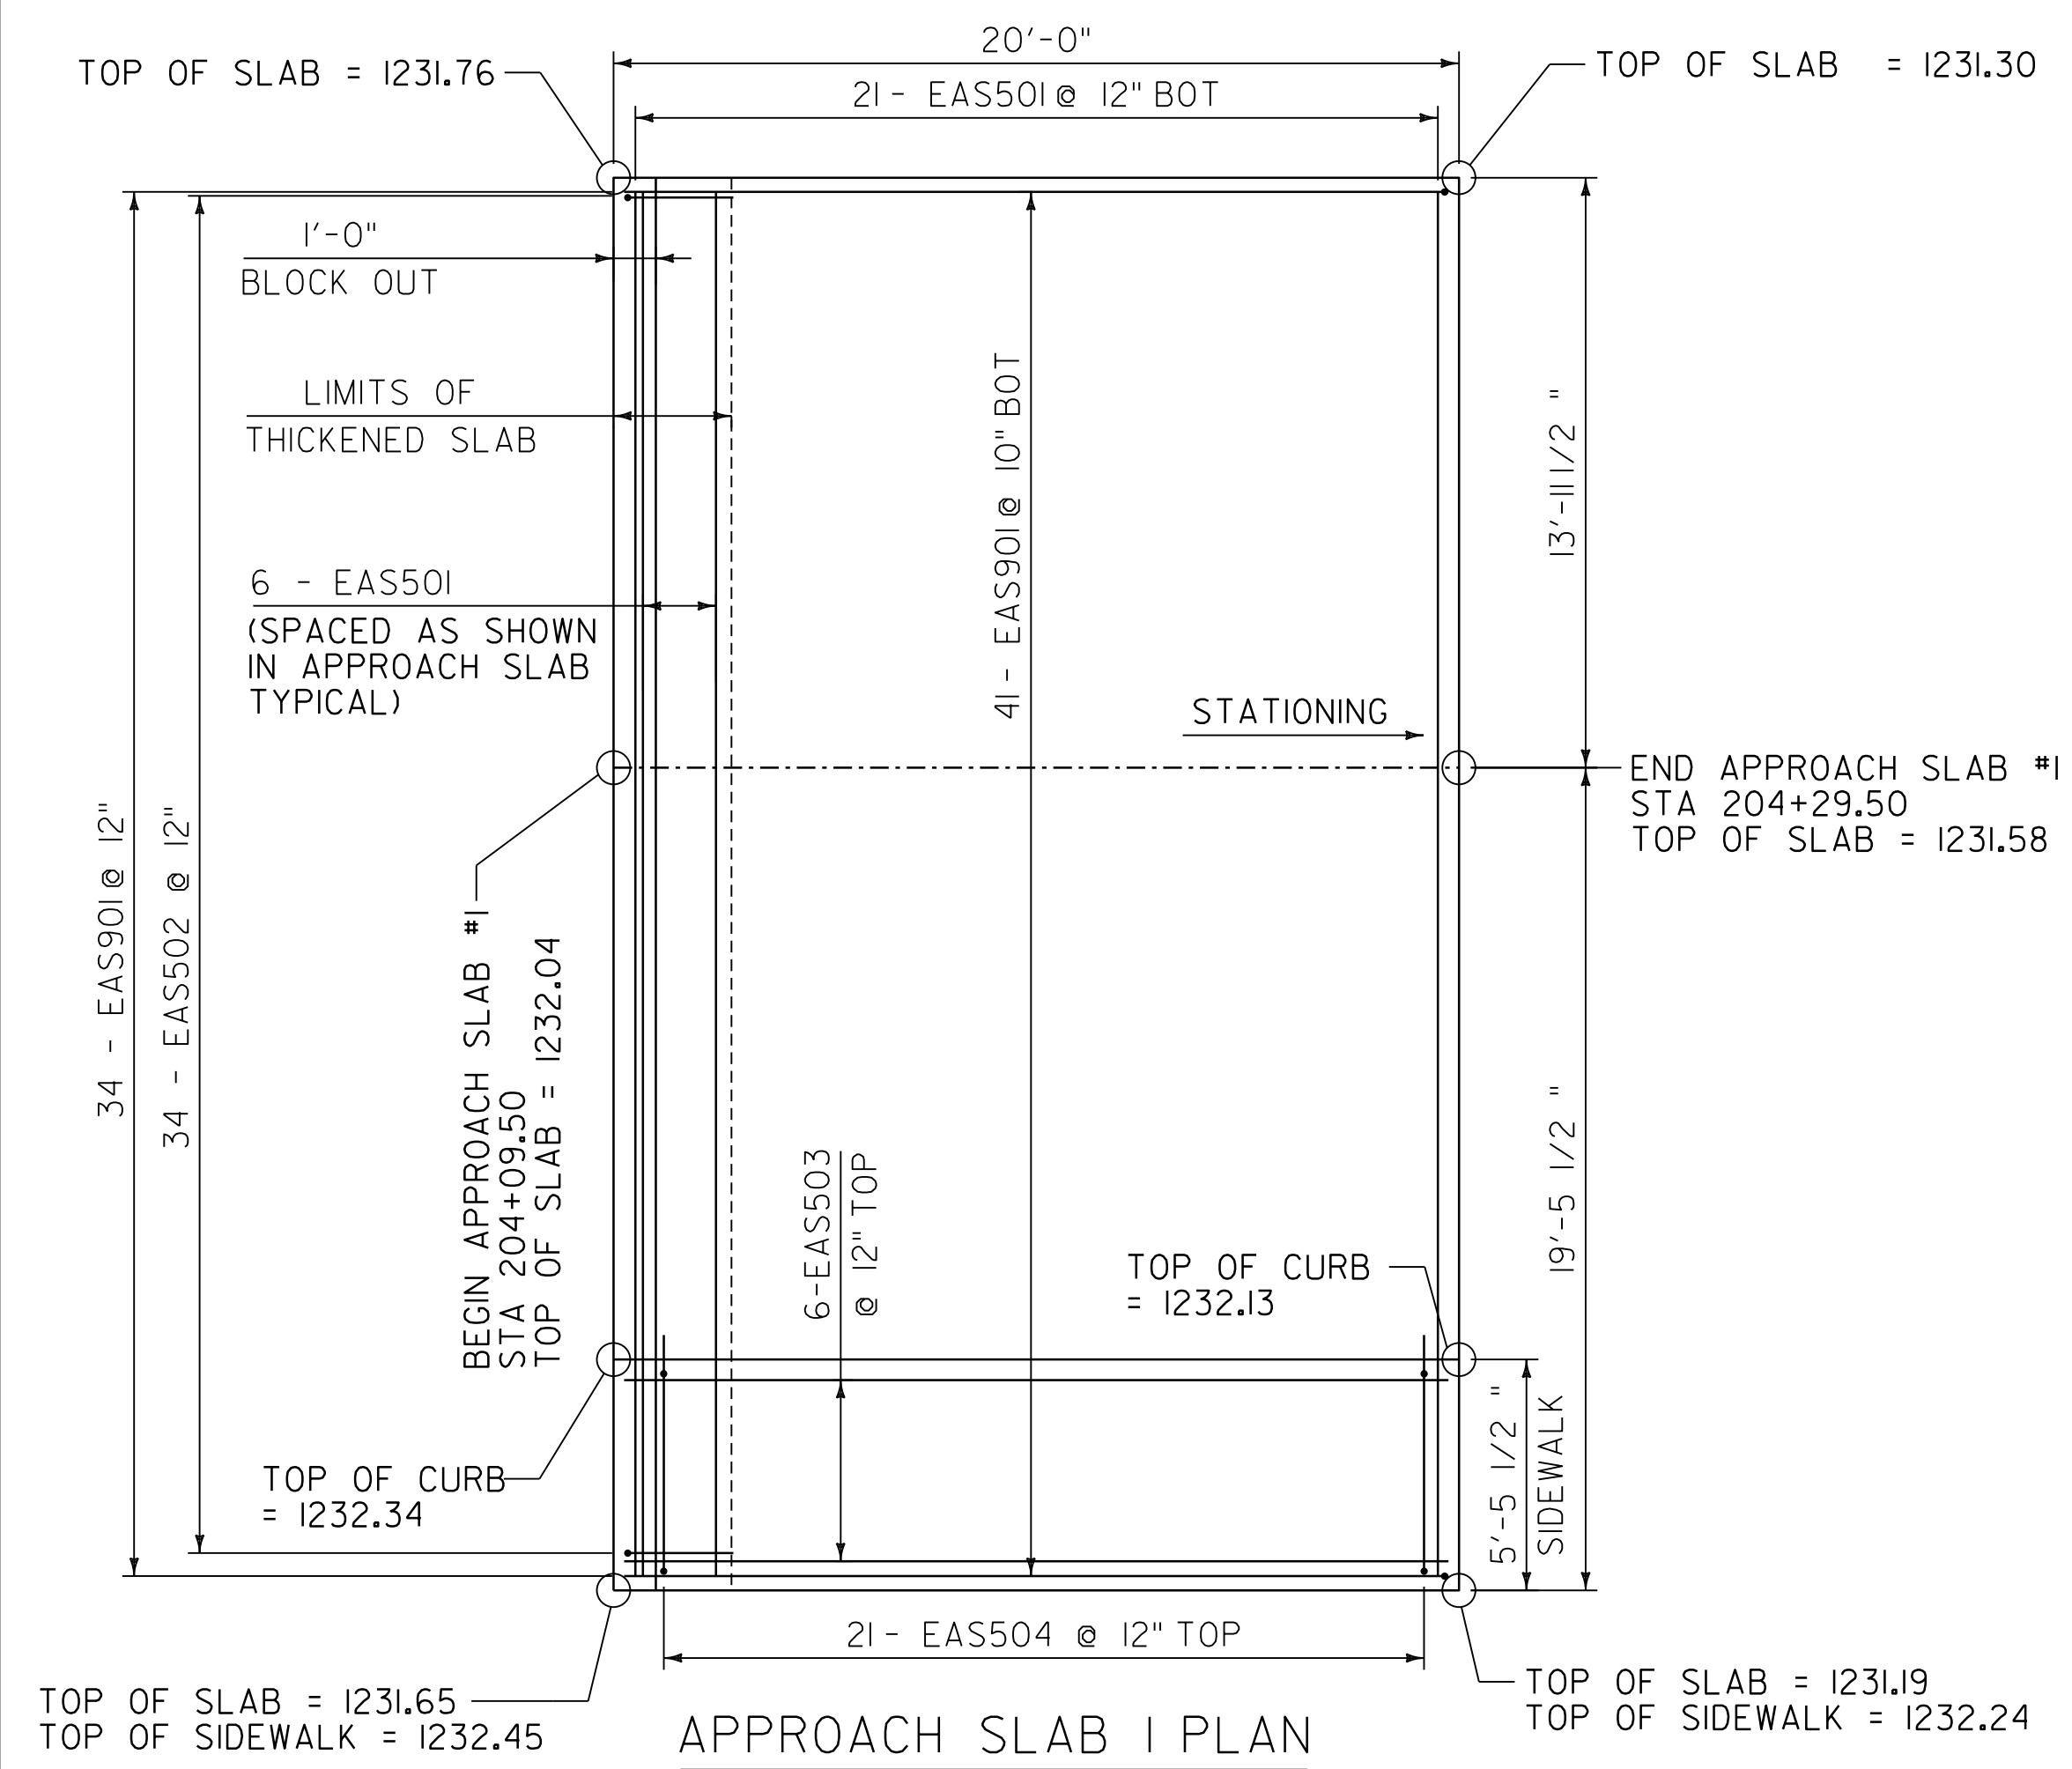 20'-0"
TOP OF SLAB = 1231.76
TOP OF SLAB = 1231.30
21 - EAS501 @ 12" BOT
1'-0"
BLOCK OUT
LIMITS OF
THICKENED SLAB
41 - EAS901 @ 10" BOT
13'-11 1/2 "
6 - EAS501
(SPACED AS SHOWN
IN APPROACH SLAB
TYPICAL)
STATIONING
END APPROACH SLAB #1
STA 204+29.50
TOP OF SLAB = 1231.58
34 - EAS901 @ 12"
34 - EAS502 @ 12"
BEGIN APPROACH SLAB #1
STA 204+09.50
TOP OF SLAB = 1232.04
6-EAS503
@ 12" TOP
19'-5 1/2 "
TOP OF CURB
= 1232.13
5'-5 1/2 "
SIDEWALK
TOP OF CURB
= 1232.34
21 - EAS504 @ 12" TOP
TOP OF SLAB = 1231.65
TOP OF SIDEWALK = 1232.45
TOP OF SLAB = 1231.19
TOP OF SIDEWALK = 1232.24
APPROACH SLAB 1 PLAN